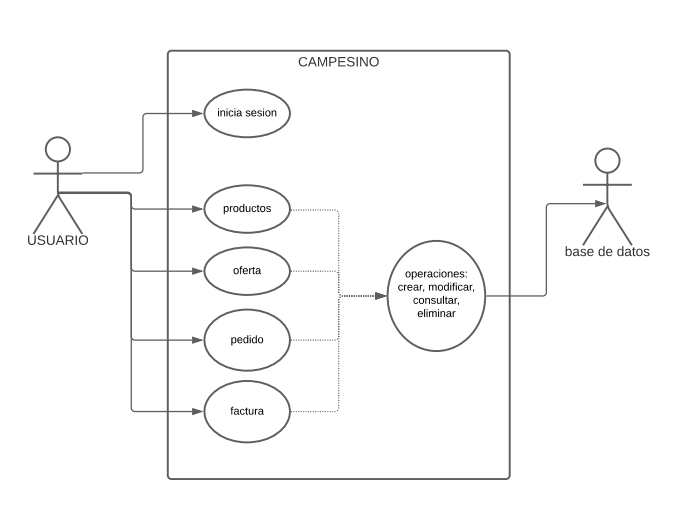 CAMPESINO
inicia sesion
productos
oferta
pedido
factura
operaciones:
crear, modificar,
consultar,
eliminar
USUARIO
base de datos